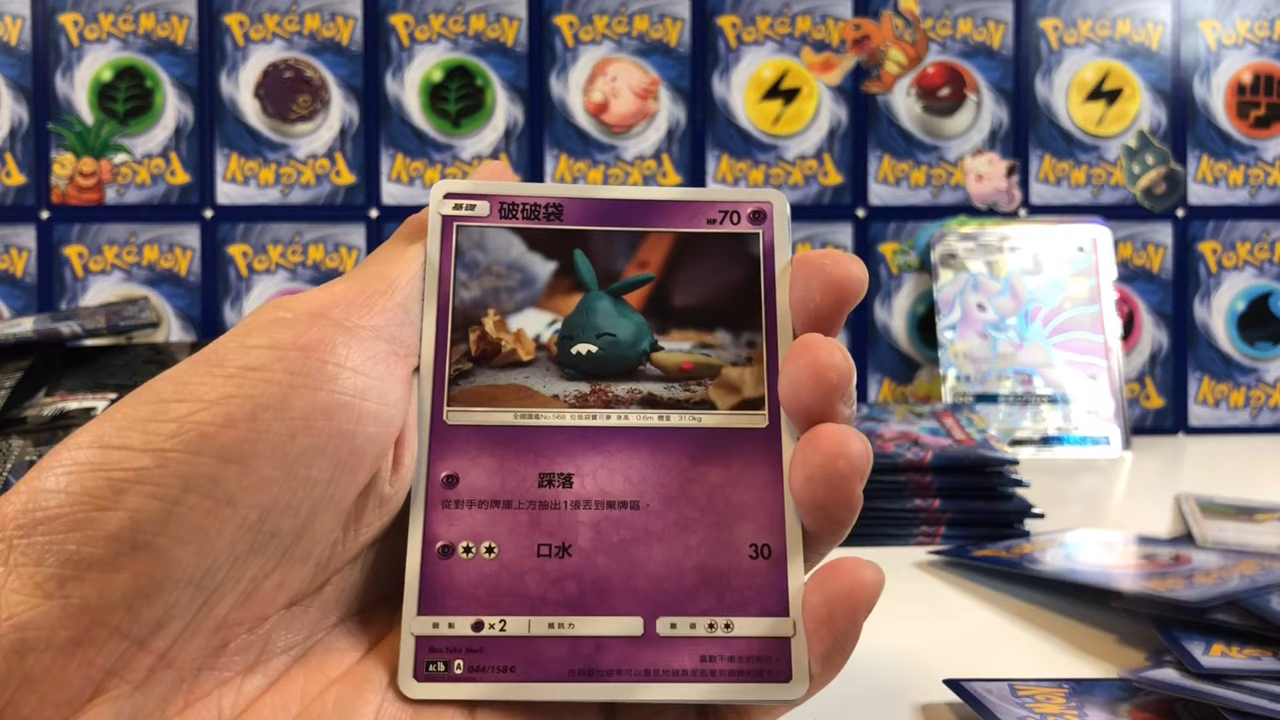 Pokémon
Pokémon
Pokémon
Pokémon
Pokémon
Pokémon
Pokémon
基礎 破破袋 HP 70
全國圖鑑No.568 垃圾袋寶可夢 身高：0.6m 體重：31.0kg
踩落
從對手的牌庫上方抽出1張丟到棄牌區。
口水 30
弱點 ×2 抵抗力 撤退
AC1b A 044/158 C
Pokémon
Pokémon